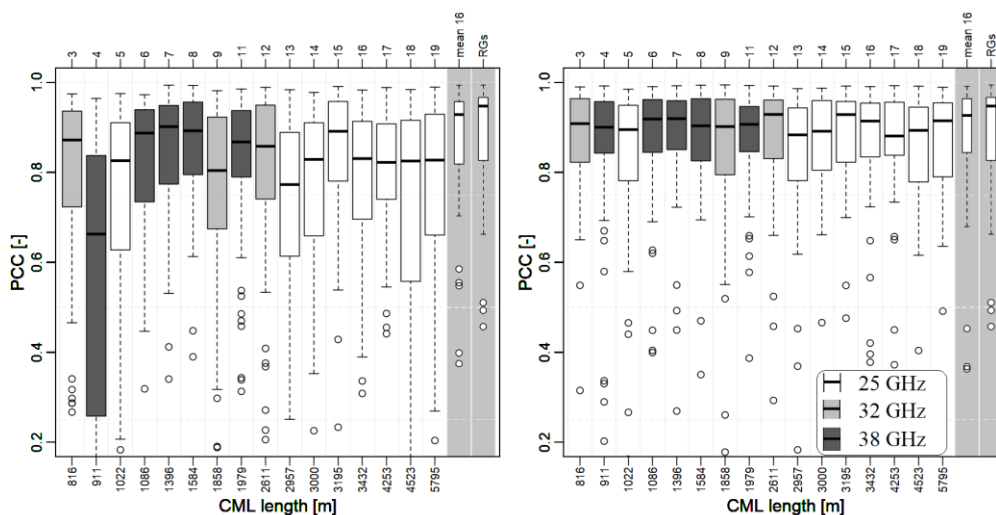 3 4 5 6 7 8 11 12 13 14 15 16 18 19 mean 16 RGs
PCC [-]
1.0
0.8
0.6
0.4
0.2
816 911 1022 1086 1396 1584 1858 1979 2611 2957 3000 3195 3432 4253 4523 5795
CML length [m]
3 4 5 6 7 8 9 11 12 13 14 15 16 18 19 mean 16 RGs
PCC [-]
1.0
0.8
0.6
0.4
0.2
25 GHz
32 GHz
38 GHz
816 911 1022 1086 1396 1584 1858 1979 2611 2957 3000 3195 3432 4253 4523 5795
CML length [m]